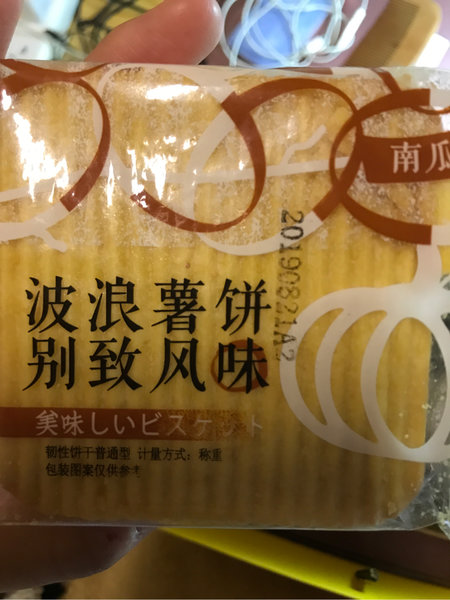 南瓜
20190821A2
波浪薯饼
别致风味
美味しいビスケット
韧性饼干普通型 计量方式：称重
包装图案仅供参考